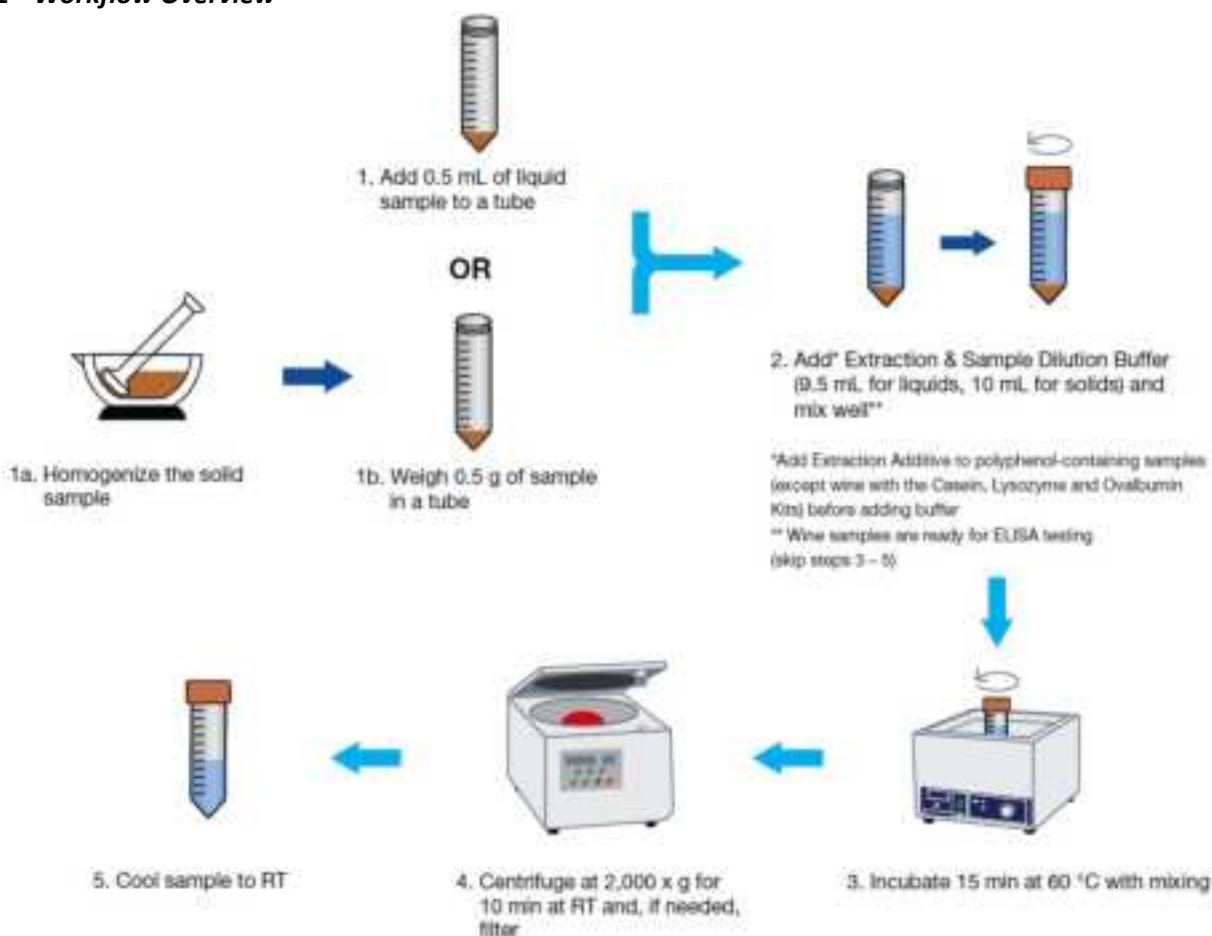 Workflow Overview
1. Add 0.5 mL of liquid
sample to a tube
OR
1a. Homogenize the solid
sample
1b. Weigh 0.5 g of sample
in a tube
2. Add* Extraction & Sample Dilution Buffer
(9.5 mL for liquids, 10 mL for solids) and
mix well**
*Add Extraction Additive to polyphenol-containing samples
(except wine with the Casein, Lysozyme and Ovalbumin
Kits) before adding buffer
** Wine samples are ready for ELISA testing
(skip steps 3 – 5)
3. Incubate 15 min at 60 °C with mixing
4. Centrifuge at 2,000 x g for
10 min at RT and, if needed,
filter
5. Cool sample to RT